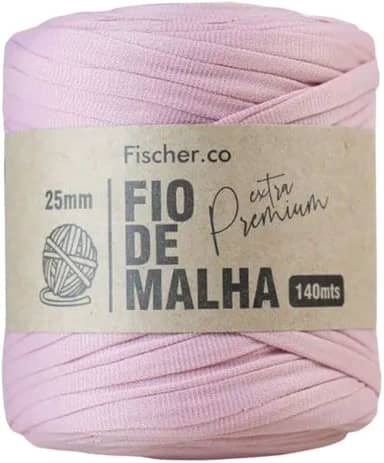 Fischer.co
25mm
FIO
DE
MALHA
extra
Premium
140mts